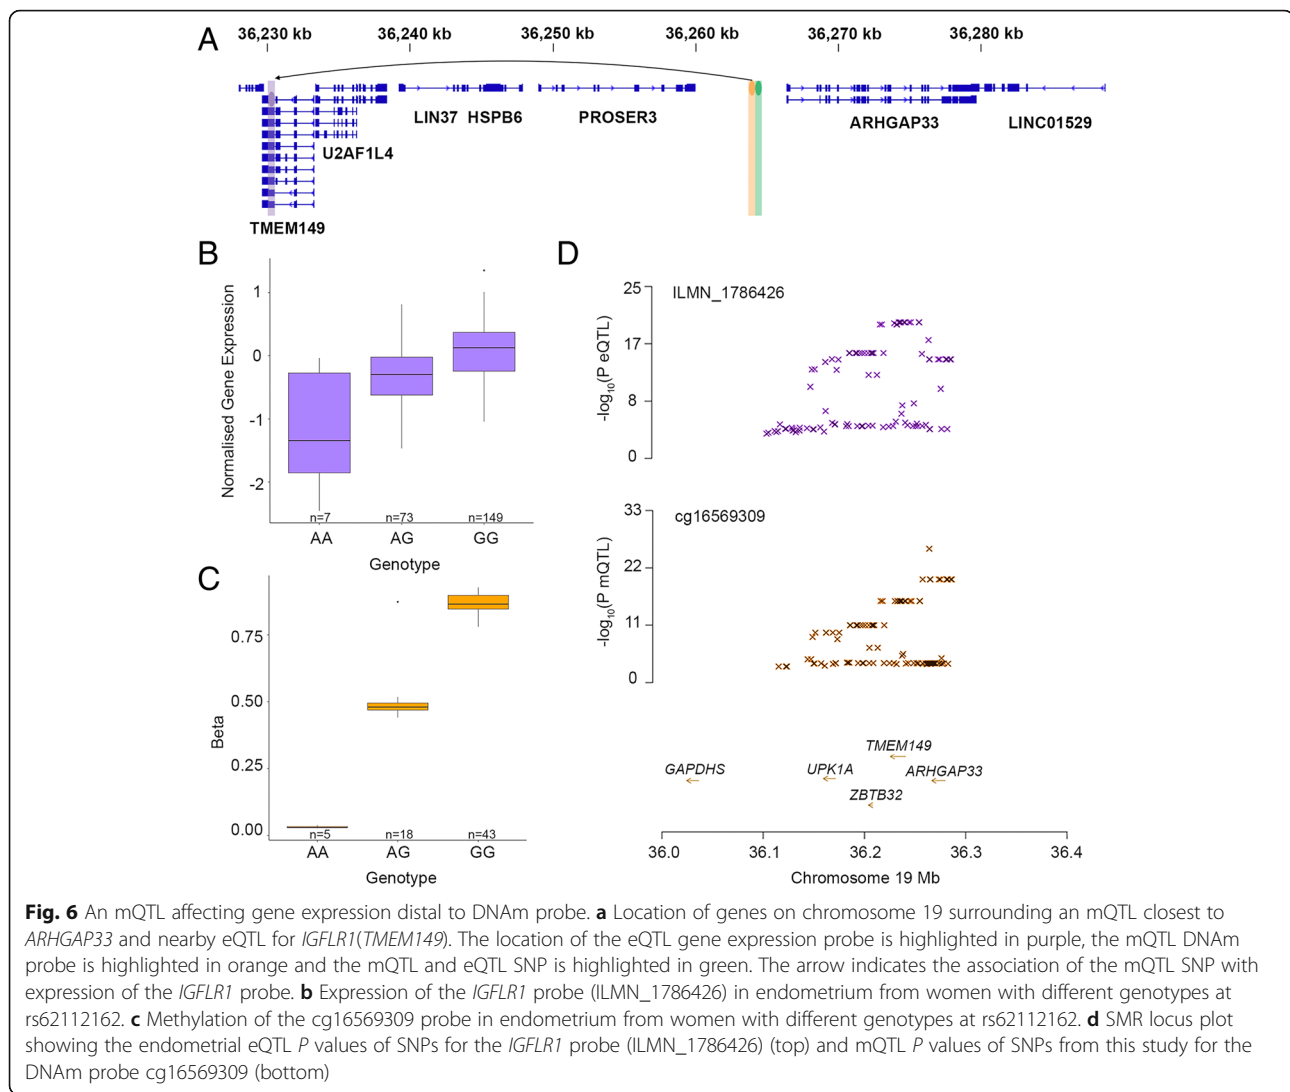 A
36,230 kb 36,240 kb 36,250 kb 36,260 kb 36,270 kb 36,280 kb
LIN37 HSPB6 PROSER3 ARHGAP33 LINC01529
U2AF1L4
TMEM149
B
Normalised Gene Expression
1
0
-1
-2
n=7 n=73 n=149
AA AG GG
Genotype
C
Beta
0.75
0.50
0.25
0.00
n=5 n=18 n=43
AA AG GG
Genotype
D
ILMN_1786426
-log10(P eQTL)
25
17
8
0
cg16569309
-log10(P mQTL)
33
22
11
0
TMEM149
GAPDHS UPK1A ARHGAP33
ZBTB32
36.0 36.1 36.2 36.3 36.4
Chromosome 19 Mb
Fig. 6 An mQTL affecting gene expression distal to DNAm probe. a Location of genes on chromosome 19 surrounding an mQTL closest to
ARHGAP33 and nearby eQTL for IGFLR1(TMEM149). The location of the eQTL gene expression probe is highlighted in purple, the mQTL DNAm
probe is highlighted in orange and the mQTL and eQTL SNP is highlighted in green. The arrow indicates the association of the mQTL SNP with
expression of the IGFLR1 probe. b Expression of the IGFLR1 probe (ILMN_1786426) in endometrium from women with different genotypes at
rs62112162. c Methylation of the cg16569309 probe in endometrium from women with different genotypes at rs62112162. d SMR locus plot
showing the endometrial eQTL P values of SNPs for the IGFLR1 probe (ILMN_1786426) (top) and mQTL P values of SNPs from this study for the
DNAm probe cg16569309 (bottom)